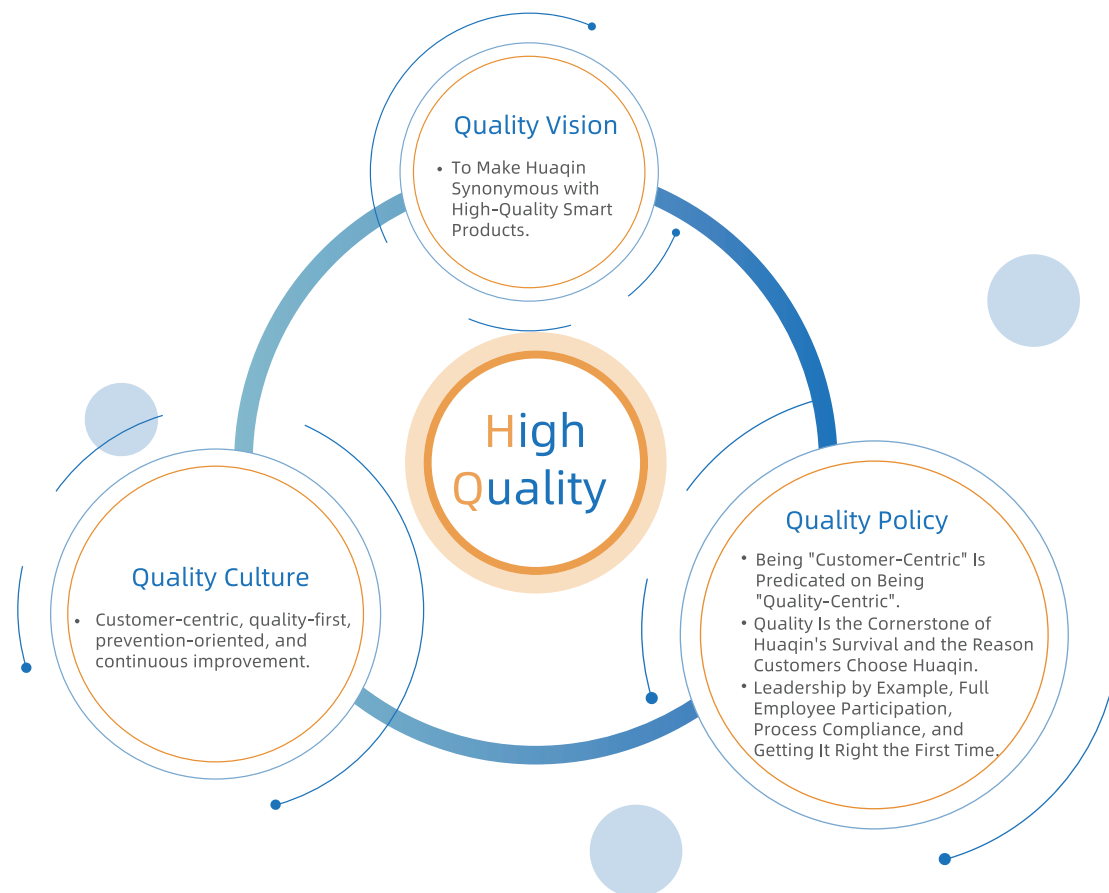 Quality Vision
• To Make Huaqin
Synonymous with
High-Quality Smart
Products.
High
Quality
Quality Culture
• Customer-centric, quality-first,
prevention-oriented, and
continuous improvement.
Quality Policy
• Being "Customer-Centric" Is
Predicated on Being
"Quality-Centric".
• Quality Is the Cornerstone of
Huaqin's Survival and the Reason
Customers Choose Huaqin.
• Leadership by Example, Full
Employee Participation,
Process Compliance, and
Getting It Right the First Time.